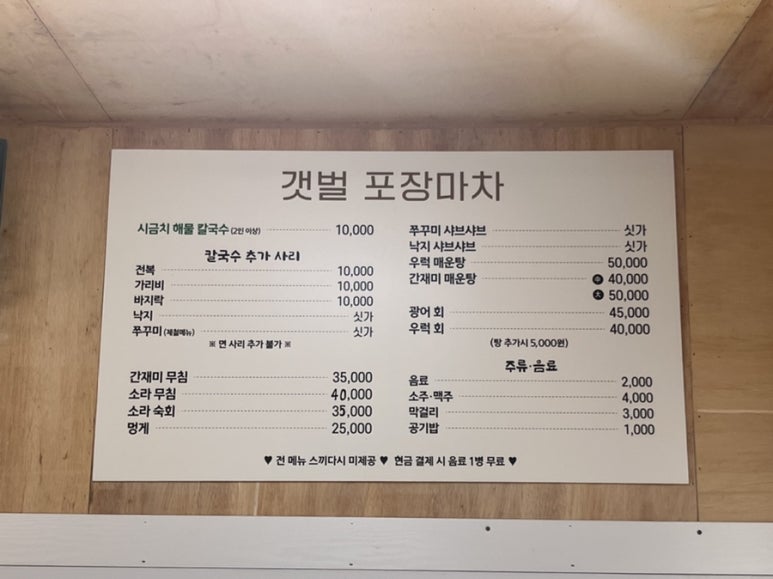 갯벌 포장마차
시금치 해물 칼국수 (2인 이상) 10,000
칼국수 추가 사리
전복 10,000
가리비 10,000
바지락 10,000
낙지 싯가
쭈꾸미 (제철메뉴) 싯가
※ 면 사리 추가 불가 ※
간재미 무침 35,000
소라 무침 40,000
소라 숙회 35,000
멍게 25,000
쭈꾸미 샤브샤브 싯가
낙지 샤브샤브 싯가
우럭 매운탕 50,000
간재미 매운탕 中 40,000
大 50,000
광어 회 45,000
우럭 회 40,000
(탕 추가시 5,000원)
주류·음료
음료 2,000
소주·맥주 4,000
막걸리 3,000
공기밥 1,000
♥ 전 메뉴 스끼다시 미제공 ♥ 현금 결제 시 음료 1병 무료 ♥